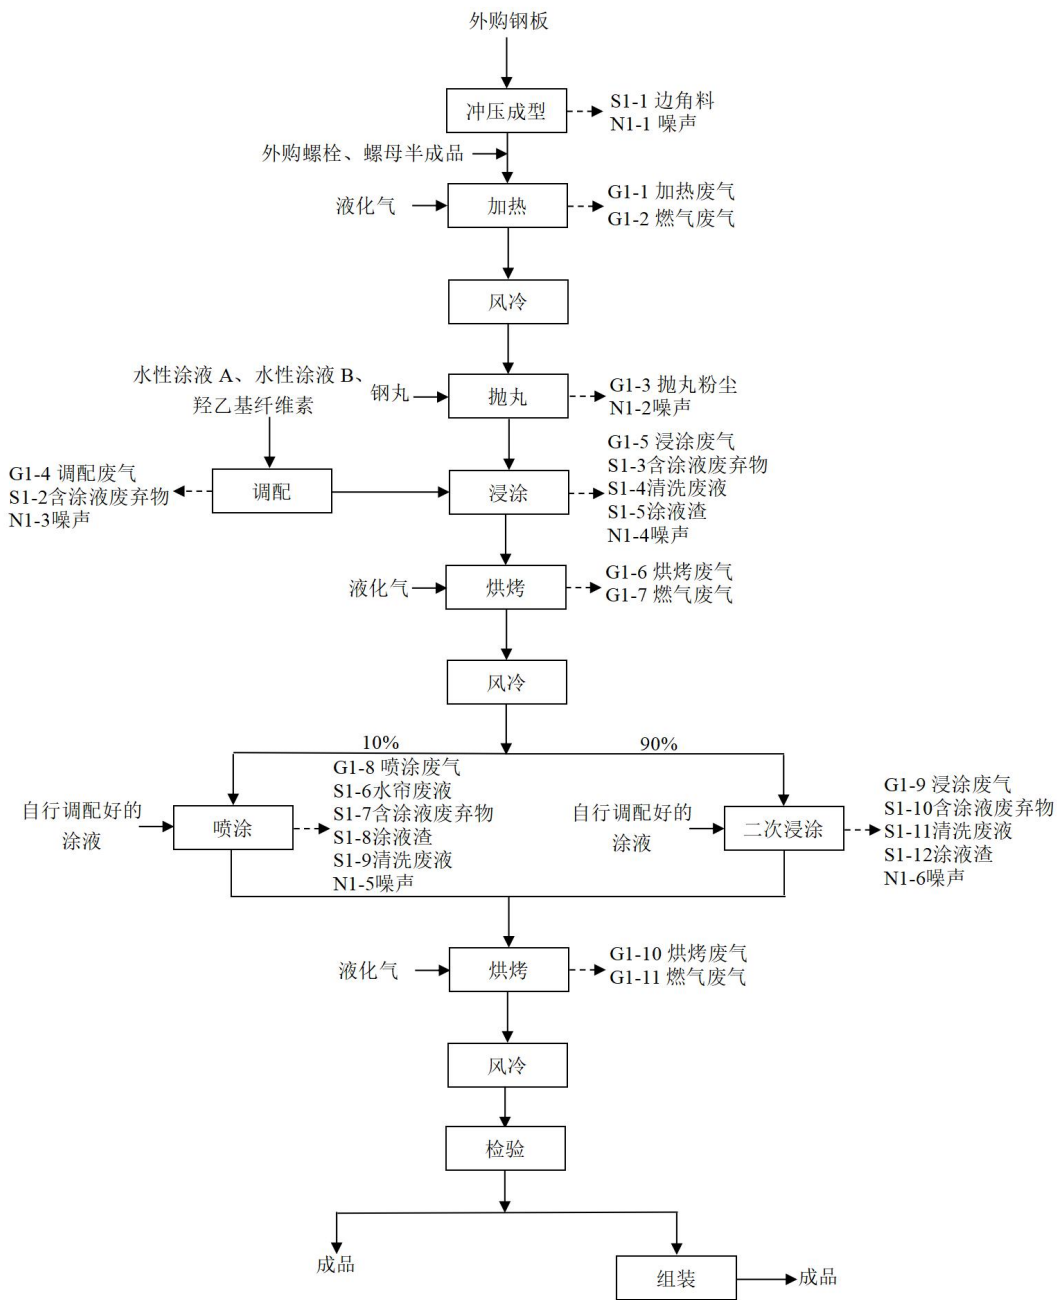 外购钢板
冲压成型
S1-1 边角料
N1-1 噪声
外购螺栓、螺母半成品
液化气
加热
G1-1 加热废气
G1-2 燃气废气
风冷
水性涂液 A、水性涂液 B、
羟乙基纤维素
钢丸
抛丸
G1-3 抛丸粉尘
N1-2噪声
G1-4 调配废气
S1-2含涂液废弃物
N1-3噪声
调配
浸涂
G1-5 浸涂废气
S1-3含涂液废弃物
S1-4清洗废液
S1-5涂液渣
N1-4噪声
液化气
烘烤
G1-6 烘烤废气
G1-7 燃气废气
风冷
10%
90%
自行调配好的
涂液
喷涂
G1-8 喷涂废气
S1-6水帘废液
S1-7含涂液废弃物
S1-8涂液渣
S1-9清洗废液
N1-5噪声
自行调配好的
涂液
二次浸涂
G1-9 浸涂废气
S1-10含涂液废弃物
S1-11清洗废液
S1-12涂液渣
N1-6噪声
液化气
烘烤
G1-10 烘烤废气
G1-11 燃气废气
风冷
检验
成品
组装
成品